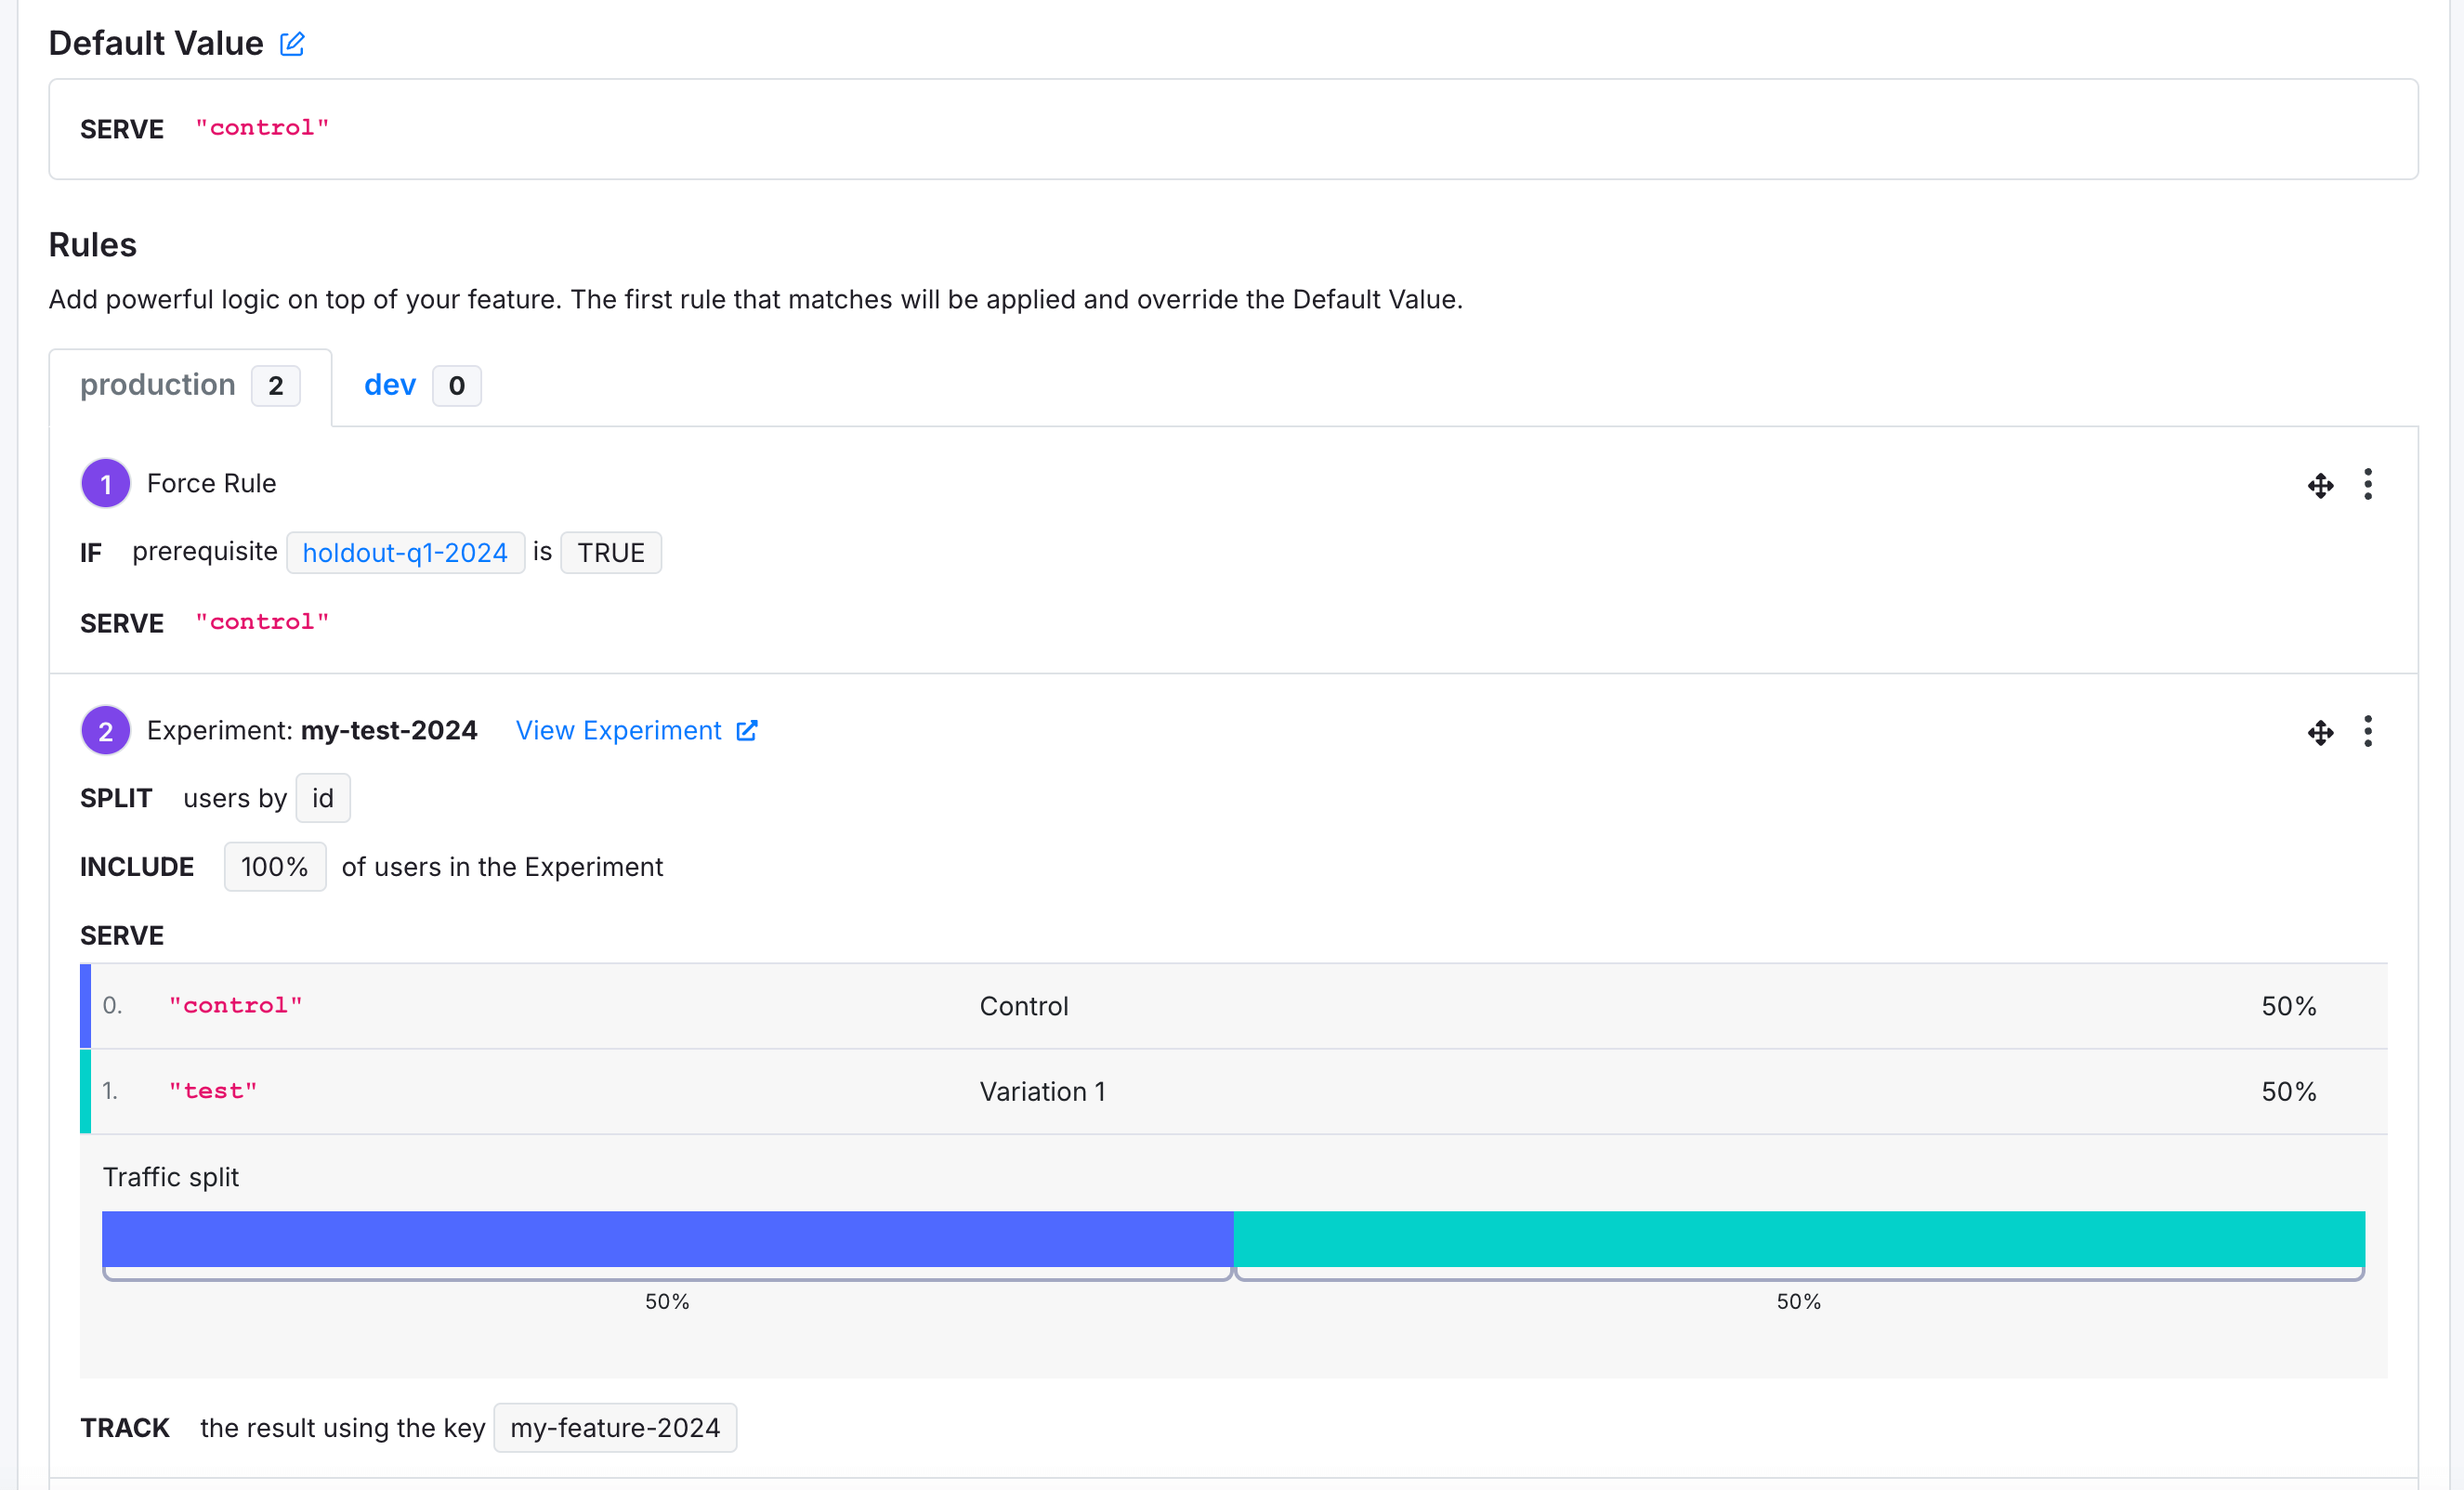 Default Value
SERVE "control"
Rules
Add powerful logic on top of your feature. The first rule that matches will be applied and override the Default Value.
production 2 dev 0
1 Force Rule
IF prerequisite holdout-q1-2024 is TRUE
SERVE "control"
2 Experiment: my-test-2024 View Experiment
SPLIT users by id
INCLUDE 100% of users in the Experiment
SERVE
0. "control" Control 50%
1. "test" Variation 1 50%
Traffic split
50% 50%
TRACK the result using the key my-feature-2024